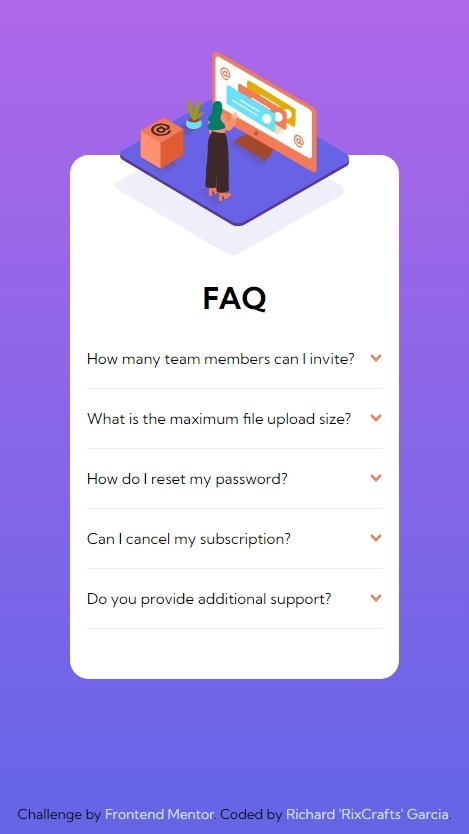 FAQ
How many team members can I invite?
What is the maximum file upload size?
How do I reset my password?
Can I cancel my subscription?
Do you provide additional support?
Challenge by Frontend Mentor. Coded by Richard 'RixCrafts' Garcia.